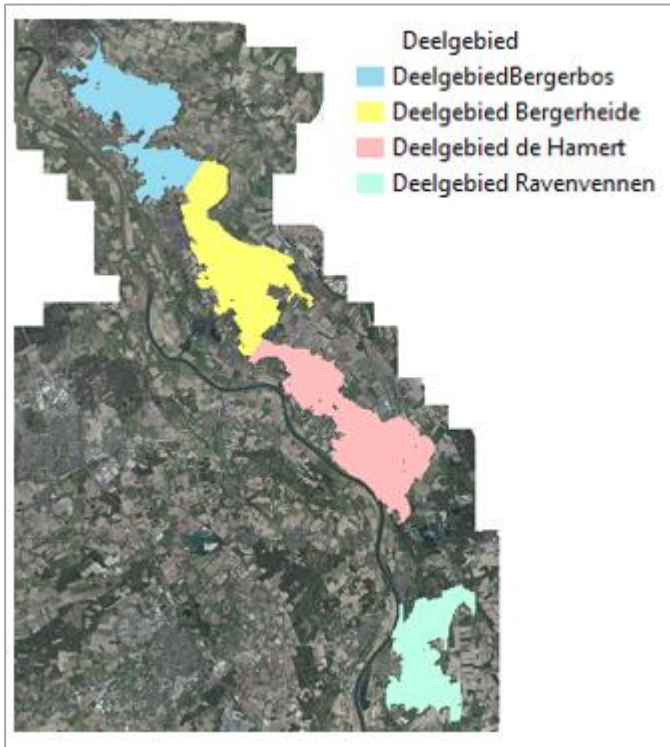 Deelgebied
DeelgebiedBergerbos
Deelgebied Bergerheide
Deelgebied de Hamert
Deelgebied Ravenvennen